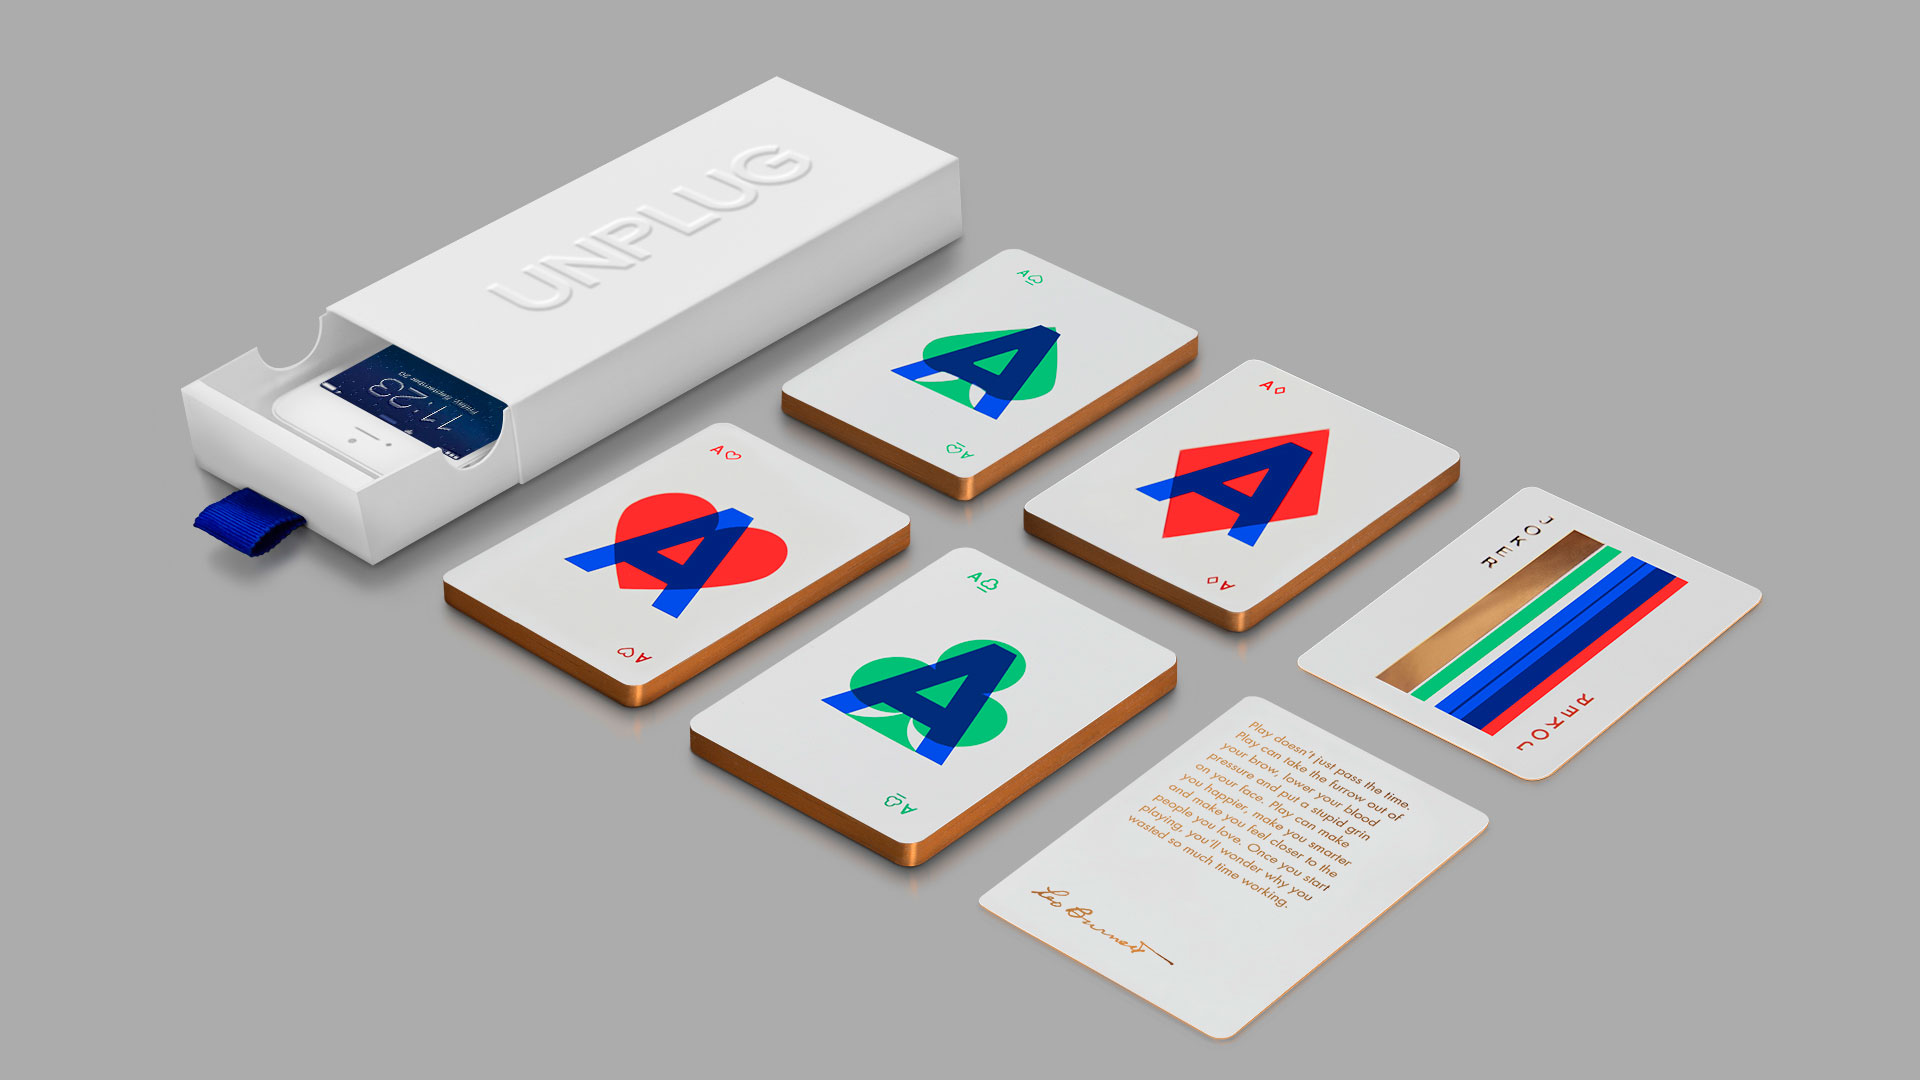 UNPLUG
11:23
Friday, September 20
A
A
A
A
A
A
A
A
A
A
A
A
JOKER
JOKER
Play doesn't just pass the time.
Play can take the furrow out of
your brow, lower your blood
pressure and put a stupid grin
on your face. Play can make
you happier, make you smarter
and make you feel closer to the
people you love. Once you start
playing, you'll wonder why you
wasted so much time working.
Leo Burnett